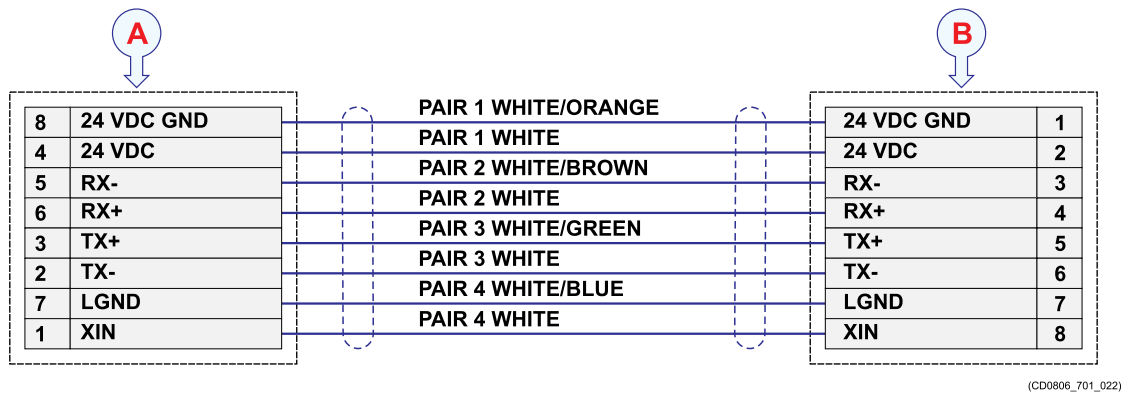 A
B
8 24 VDC GND PAIR 1 WHITE/ORANGE 24 VDC GND 1
4 24 VDC PAIR 1 WHITE 24 VDC 2
5 RX- PAIR 2 WHITE/BROWN RX- 3
6 RX+ PAIR 2 WHITE RX+ 4
3 TX+ PAIR 3 WHITE/GREEN TX+ 5
2 TX- PAIR 3 WHITE TX- 6
7 LGND PAIR 4 WHITE/BLUE LGND 7
1 XIN PAIR 4 WHITE XIN 8
(CD0806_701_022)